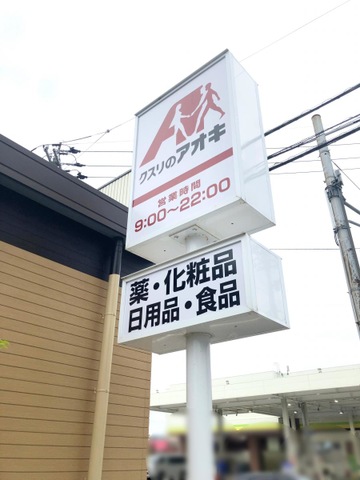 クスリのアオキ
営業時間
9:00〜22:00
薬・化粧品
日用品・食品